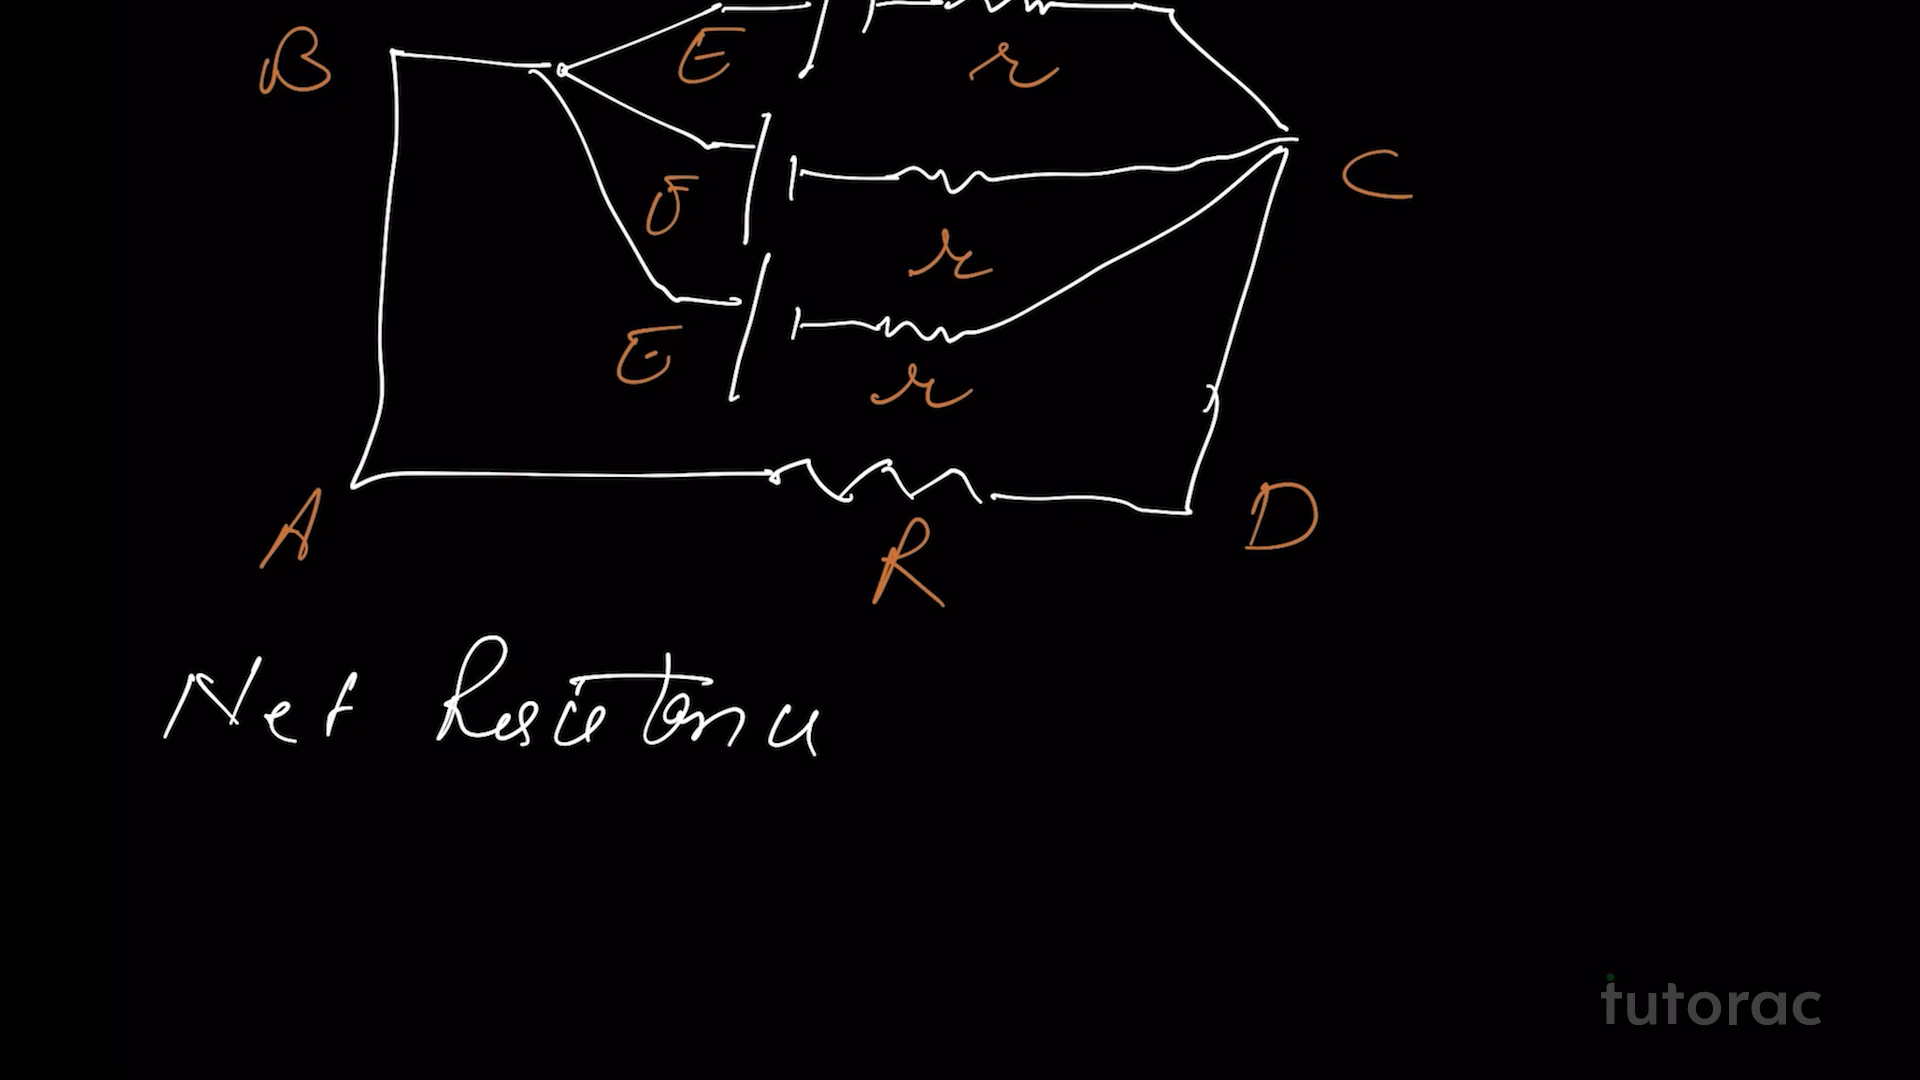 B E r
E r C
E r
A R D
Net Resistance
tutorac